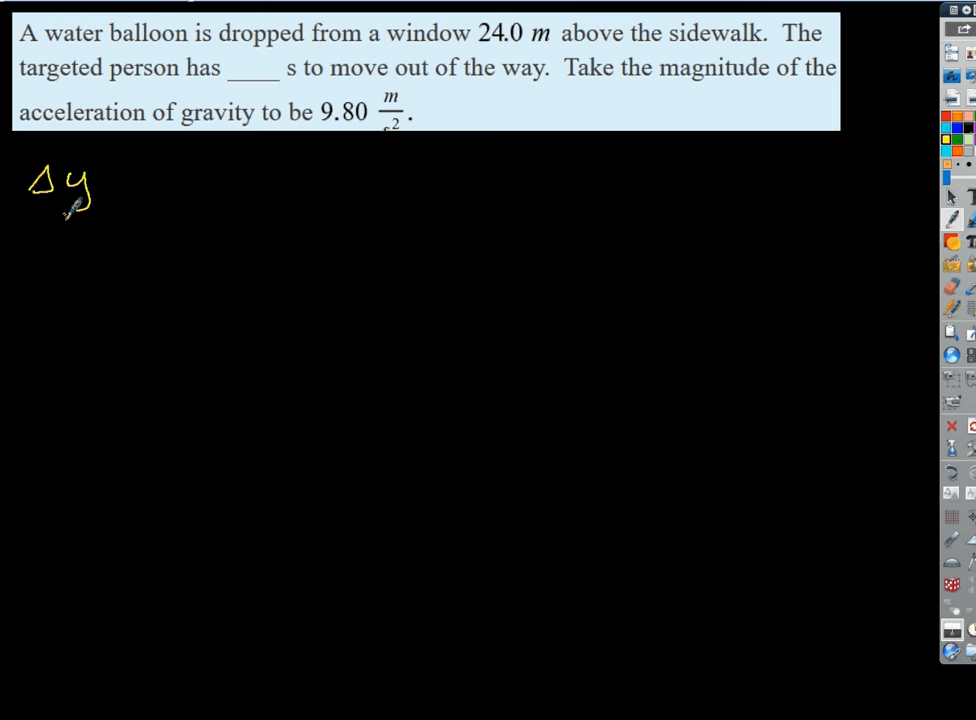 A water balloon is dropped from a window 24.0 m above the sidewalk. The
targeted person has ____ s to move out of the way. Take the magnitude of the
acceleration of gravity to be 9.80 m/s².
Δy